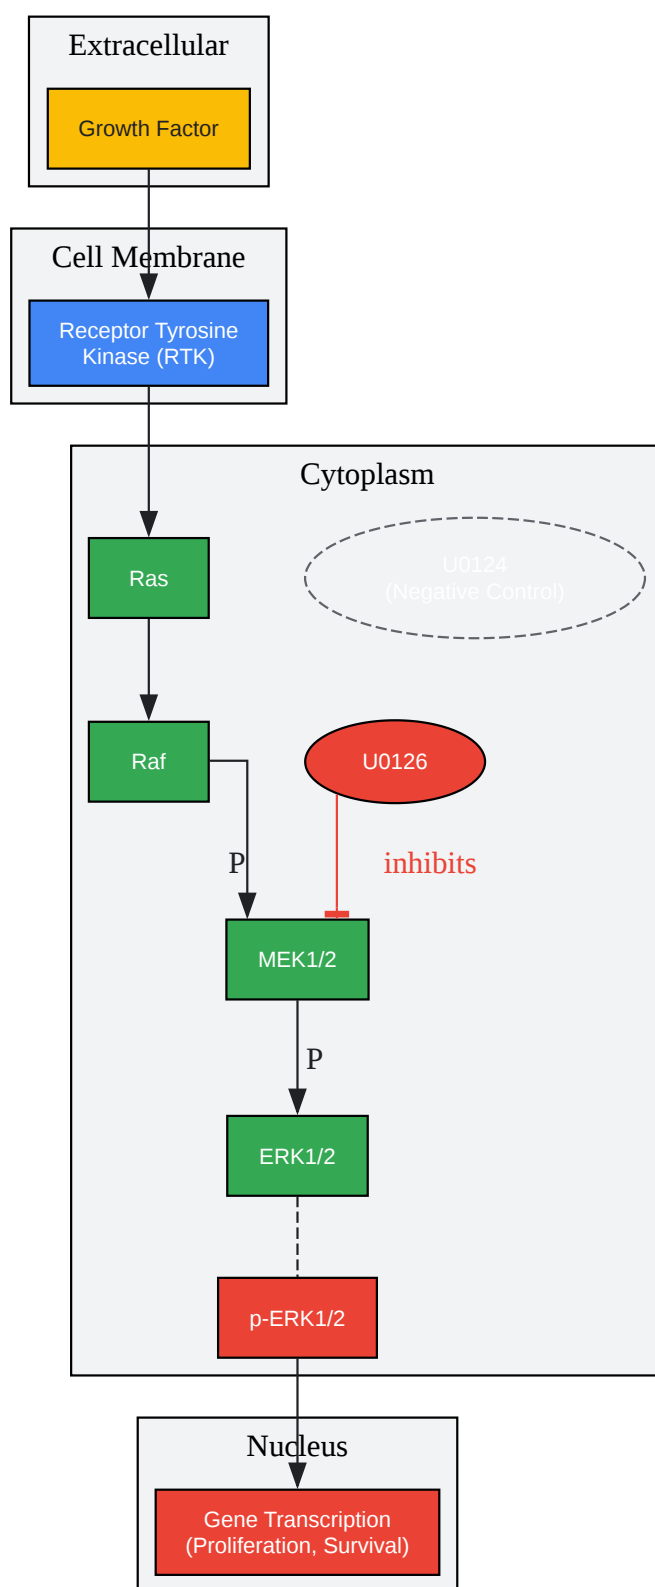 Extracellular
Growth Factor
Cell Membrane
Receptor Tyrosine
Kinase (RTK)
Cytoplasm
Ras
U0124
(Negative Control)
Raf
U0126
P
inhibits
MEK1/2
P
ERK1/2
p-ERK1/2
Nucleus
Gene Transcription
(Proliferation, Survival)